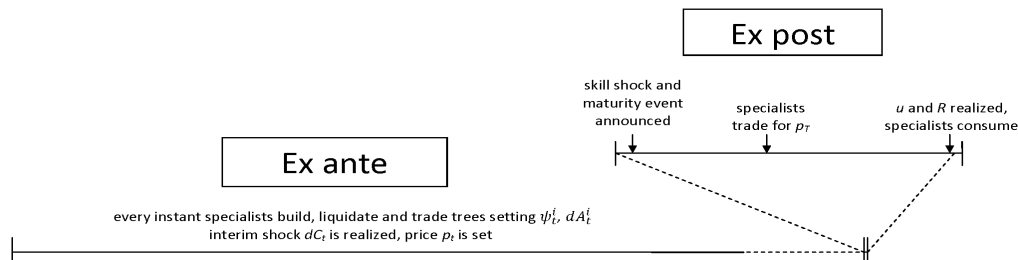 Ex post
skill shock and
maturity event
announced
specialists
trade for p_T
u and R realized,
specialists consume
Ex ante
every instant specialists build, liquidate and trade trees setting ψ_t^i, dA_t^i
interim shock dC_t is realized, price p_t is set